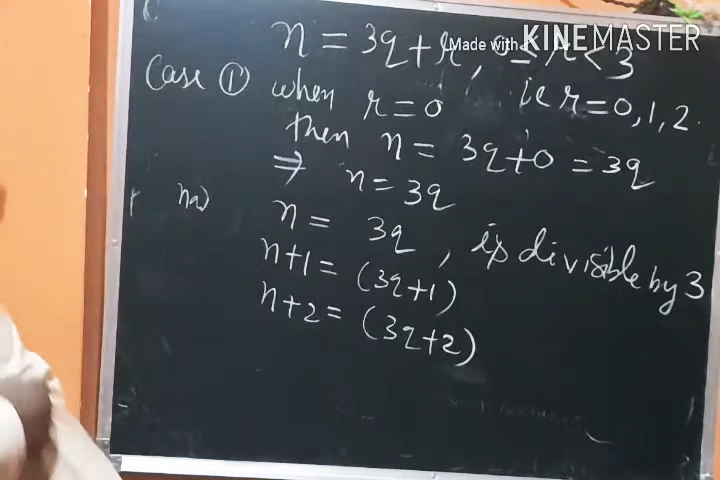 n = 3q + r, 0 ≤ r < 3
Made with KINEMASTER
Case ① when r = 0 ie r = 0, 1, 2.
then n = 3q + 0 = 3q
⇒ n = 3q
n = 3q, is divisible by 3
n+1 = (3q+1)
n+2 = (3q+2)